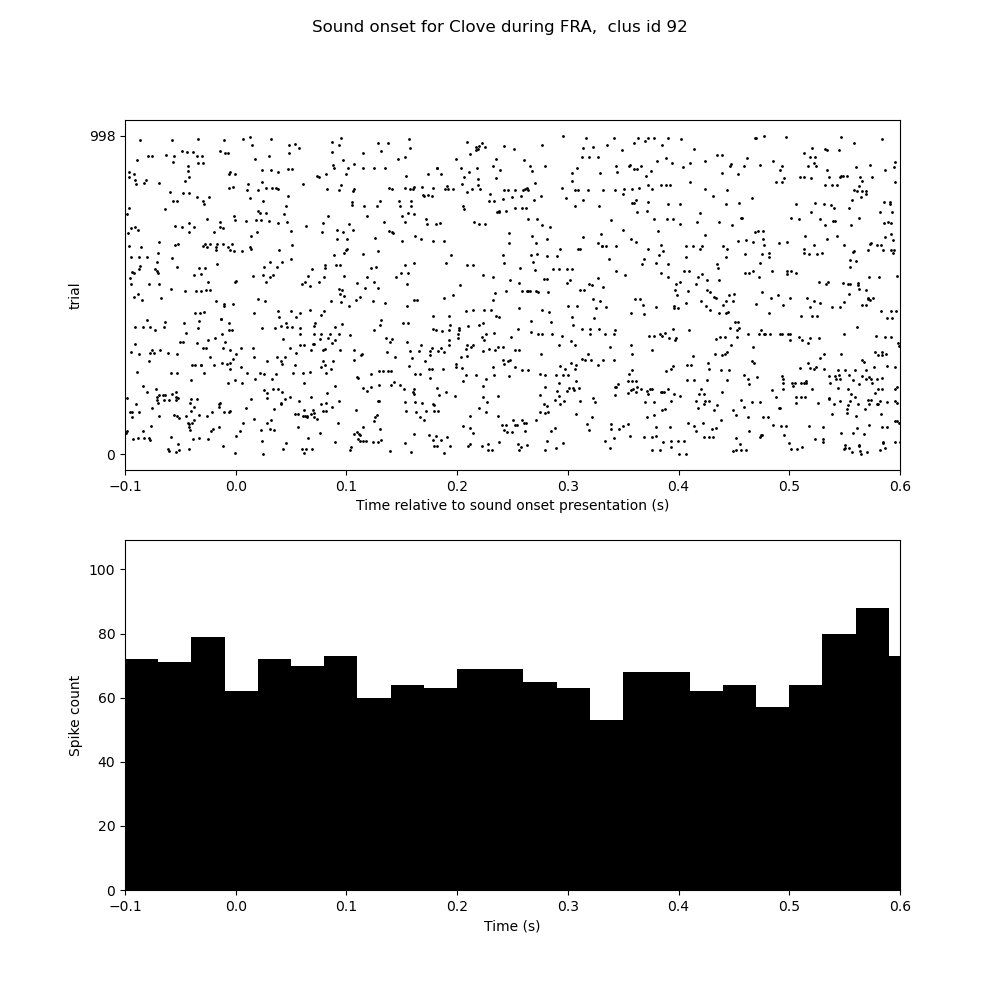 Sound onset for Clove during FRA,  clus id 92
998
trial
0
−0.1 0.0 0.1 0.2 0.3 0.4 0.5 0.6
Time relative to sound onset presentation (s)
100
80
60
Spike count
40
20
0
−0.1 0.0 0.1 0.2 0.3 0.4 0.5 0.6
Time (s)